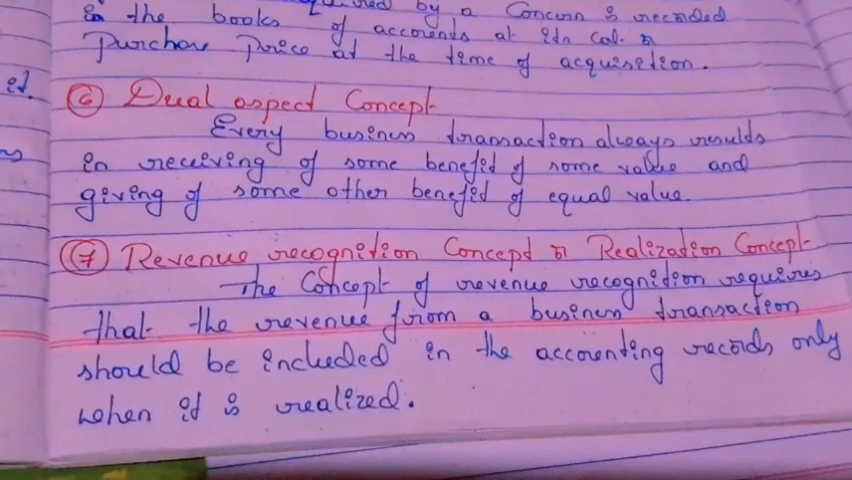 by a Concern is recorded
in the books of accounts at its cost or
Purchase Price at the time of acquisition.
⑥ Dual aspect Concept
Every business transaction always results
in receiving of some benefit of some value and
giving of some other benefit of equal value.
⑦ Revenue recognition Concept or Realization Concept
The Concept of revenue recognition requires
that the revenue from a business transaction
should be included in the accounting records only
when it is realized.